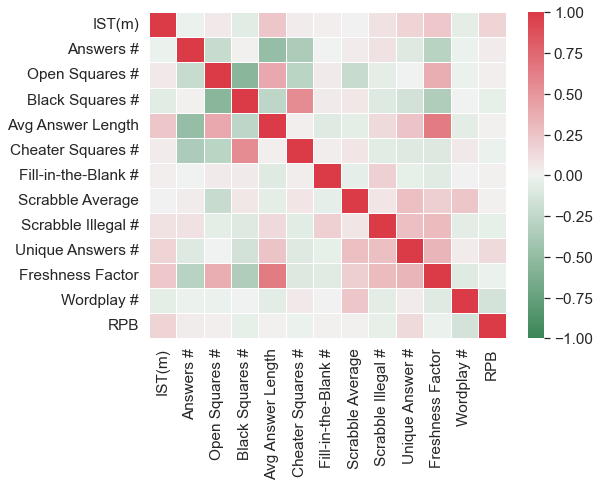 IST(m)
Answers #
Open Squares #
Black Squares #
Avg Answer Length
Cheater Squares #
Fill-in-the-Blank #
Scrabble Average
Scrabble Illegal #
Unique Answers #
Freshness Factor
Wordplay #
RPB
IST(m)
Answers #
Open Squares #
Black Squares #
Avg Answer Length
Cheater Squares #
Fill-in-the-Blank #
Scrabble Average
Scrabble Illegal #
Unique Answer #
Freshness Factor
Wordplay #
RPB
1.00
0.75
0.50
0.25
0.00
−0.25
−0.50
−0.75
−1.00